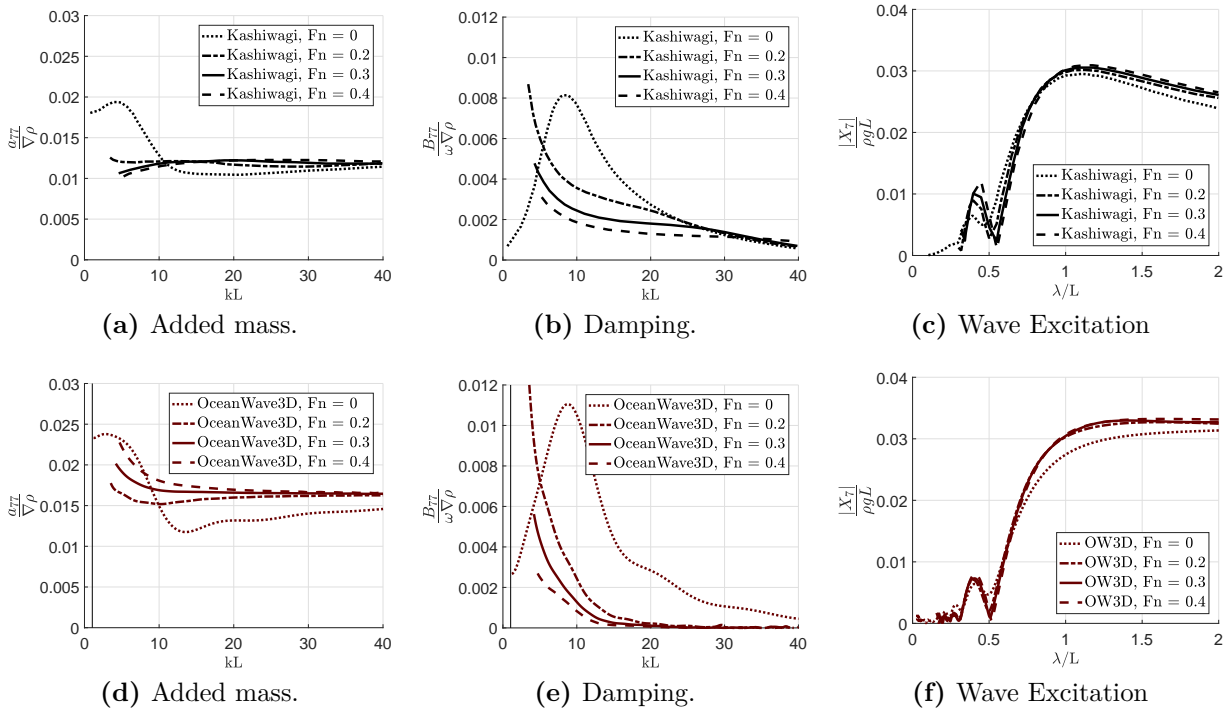 0.03
0.025
0.02
0.015
0.01
0.005
0
a77
∇ρ
Kashiwagi, Fn = 0
Kashiwagi, Fn = 0.2
Kashiwagi, Fn = 0.3
Kashiwagi, Fn = 0.4
0 10 20 30 40
kL
(a) Added mass.
0.012
0.01
0.008
0.006
0.004
0.002
0
B77
ω∇ρ
Kashiwagi, Fn = 0
Kashiwagi, Fn = 0.2
Kashiwagi, Fn = 0.3
Kashiwagi, Fn = 0.4
0 10 20 30 40
kL
(b) Damping.
0.04
0.03
0.02
0.01
0
|X7|
ρgL
Kashiwagi, Fn = 0
Kashiwagi, Fn = 0.2
Kashiwagi, Fn = 0.3
Kashiwagi, Fn = 0.4
0 0.5 1 1.5 2
λ/L
(c) Wave Excitation
0.03
0.025
0.02
0.015
0.01
0.005
0
a77
∇ρ
OceanWave3D, Fn = 0
OceanWave3D, Fn = 0.2
OceanWave3D, Fn = 0.3
OceanWave3D, Fn = 0.4
0 10 20 30 40
kL
(d) Added mass.
0.012
0.01
0.008
0.006
0.004
0.002
0
B77
ω∇ρ
OceanWave3D, Fn = 0
OceanWave3D, Fn = 0.2
OceanWave3D, Fn = 0.3
OceanWave3D, Fn = 0.4
0 10 20 30 40
kL
(e) Damping.
0.04
0.03
0.02
0.01
0
|X7|
ρgL
OW3D, Fn = 0
OW3D, Fn = 0.2
OW3D, Fn = 0.3
OW3D, Fn = 0.4
0 0.5 1 1.5 2
λ/L
(f) Wave Excitation